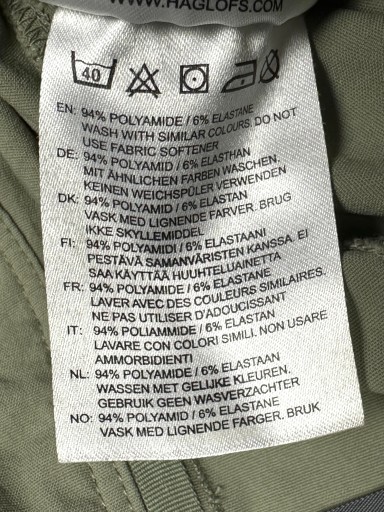 WWW.HAGLOFS.COM
40
EN: 94% POLYAMIDE / 6% ELASTANE
WASH WITH SIMILAR COLOURS. DO NOT
USE FABRIC SOFTENER
DE: 94% POLYAMID / 6% ELASTHAN
MIT ÄHNLICHEN FARBEN WASCHEN.
KEINEN WEICHSPÜLER VERWENDEN
DK: 94% POLYAMID / 6% ELASTAN
VASK MED LIGNENDE FARVER. BRUG
IKKE SKYLLEMIDDEL
FI: 94% POLYAMIDI / 6% ELASTAANI
PESTÄVÄ SAMANVÄRISTEN KANSSA. EI
SAA KÄYTTÄÄ HUUHTELUAINETTA
FR: 94% POLYAMIDE / 6% ELASTANE
LAVER AVEC DES COULEURS SIMILAIRES.
NE PAS UTILISER D'ADOUCISSANT
IT: 94% POLIAMMIDE / 6% ELASTAN
LAVARE CON COLORI SIMILI. NON USARE
AMMORBIDIENTI
NL: 94% POLYAMIDE / 6% ELASTAAN
WASSEN MET GELIJKE KLEUREN.
GEBRUIK GEEN WASVERZACHTER
NO: 94% POLYAMID / 6% ELASTANE
VASK MED LIGNENDE FARGER. BRUK